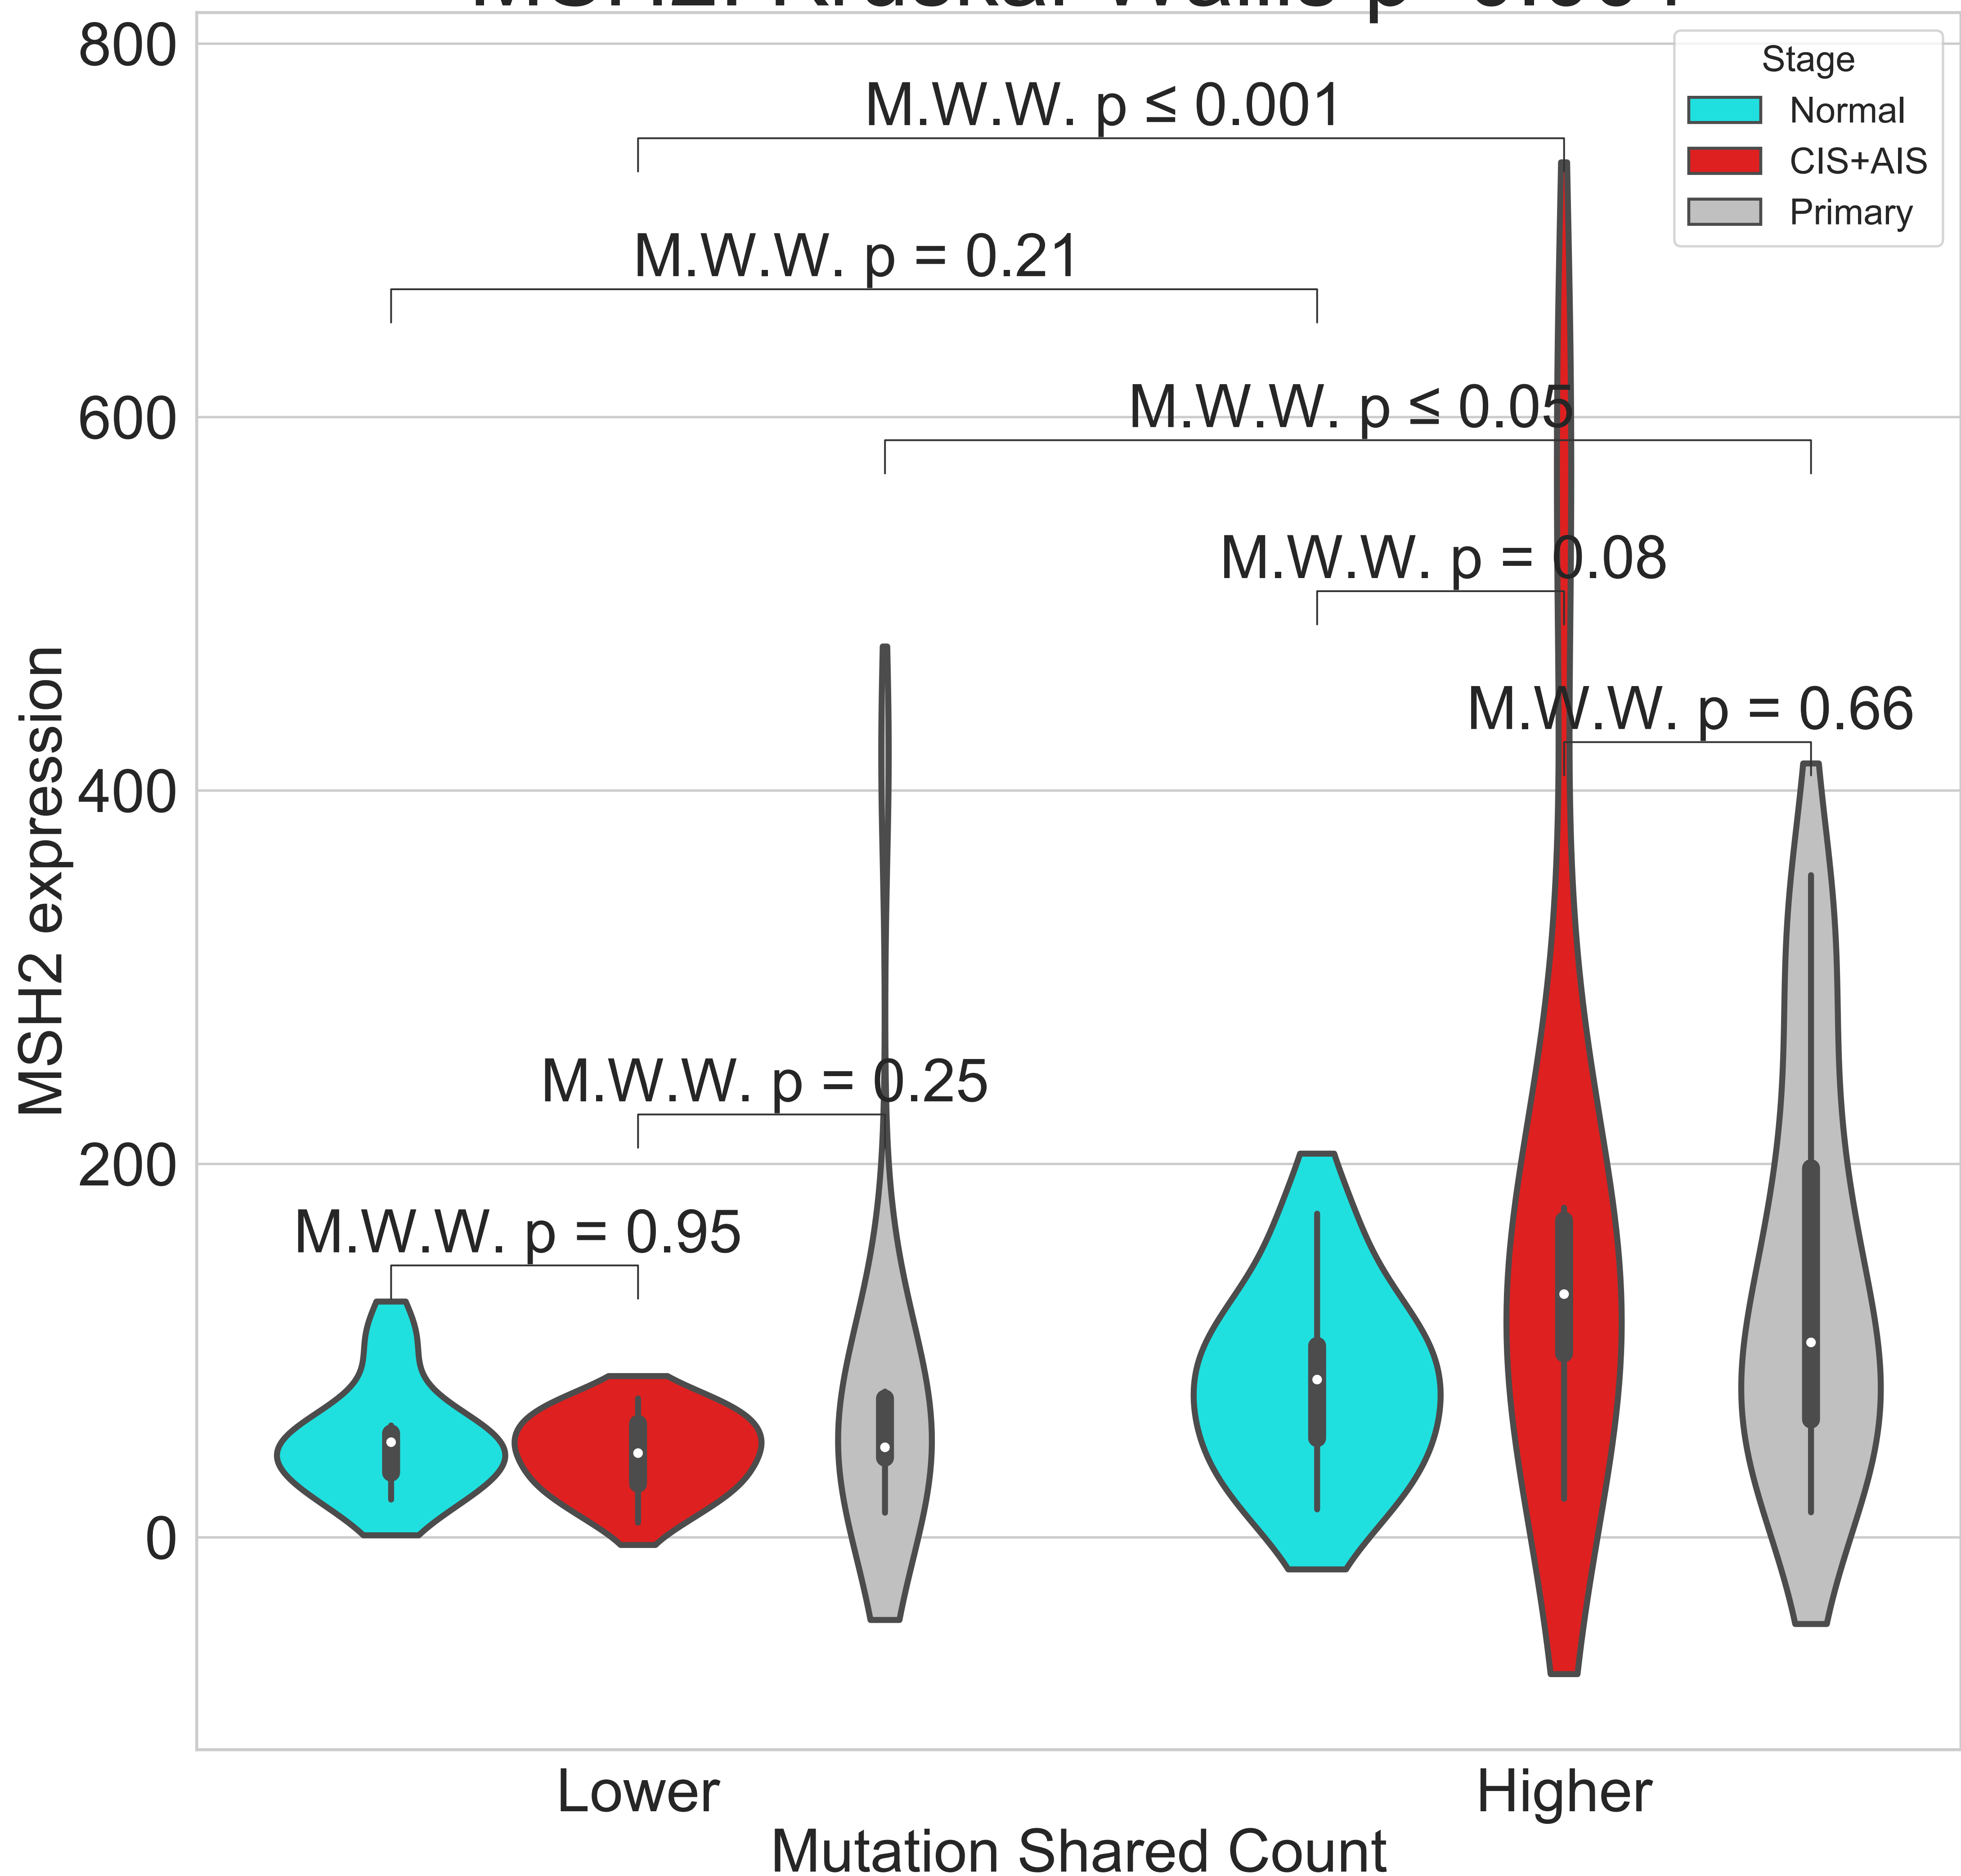 800
Stage
Normal
CIS+AIS
Primary
M.W.W. p ≤ 0.001
M.W.W. p = 0.21
600
M.W.W. p ≤ 0.05
M.W.W. p = 0.08
M.W.W. p = 0.66
400
MSH2 expression
M.W.W. p = 0.25
200
M.W.W. p = 0.95
0
Lower
Higher
Mutation Shared Count